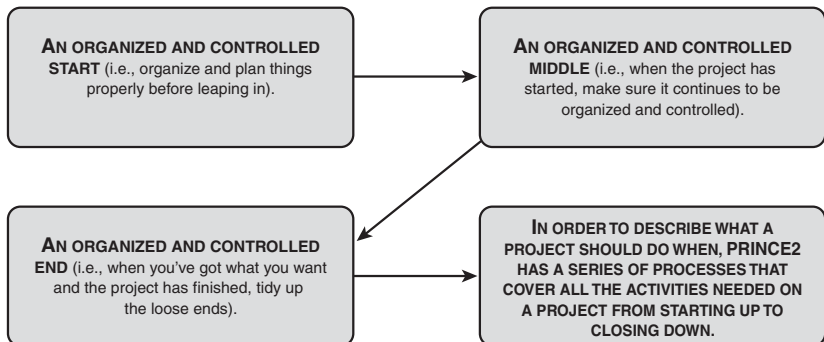 AN ORGANIZED AND CONTROLLED
START (i.e., organize and plan things
properly before leaping in).
AN ORGANIZED AND CONTROLLED
MIDDLE (i.e., when the project has
started, make sure it continues to be
organized and controlled).
AN ORGANIZED AND CONTROLLED
END (i.e., when you've got what you want
and the project has finished, tidy up
the loose ends).
IN ORDER TO DESCRIBE WHAT A
PROJECT SHOULD DO WHEN, PRINCE2
HAS A SERIES OF PROCESSES THAT
COVER ALL THE ACTIVITIES NEEDED ON
A PROJECT FROM STARTING UP TO
CLOSING DOWN.